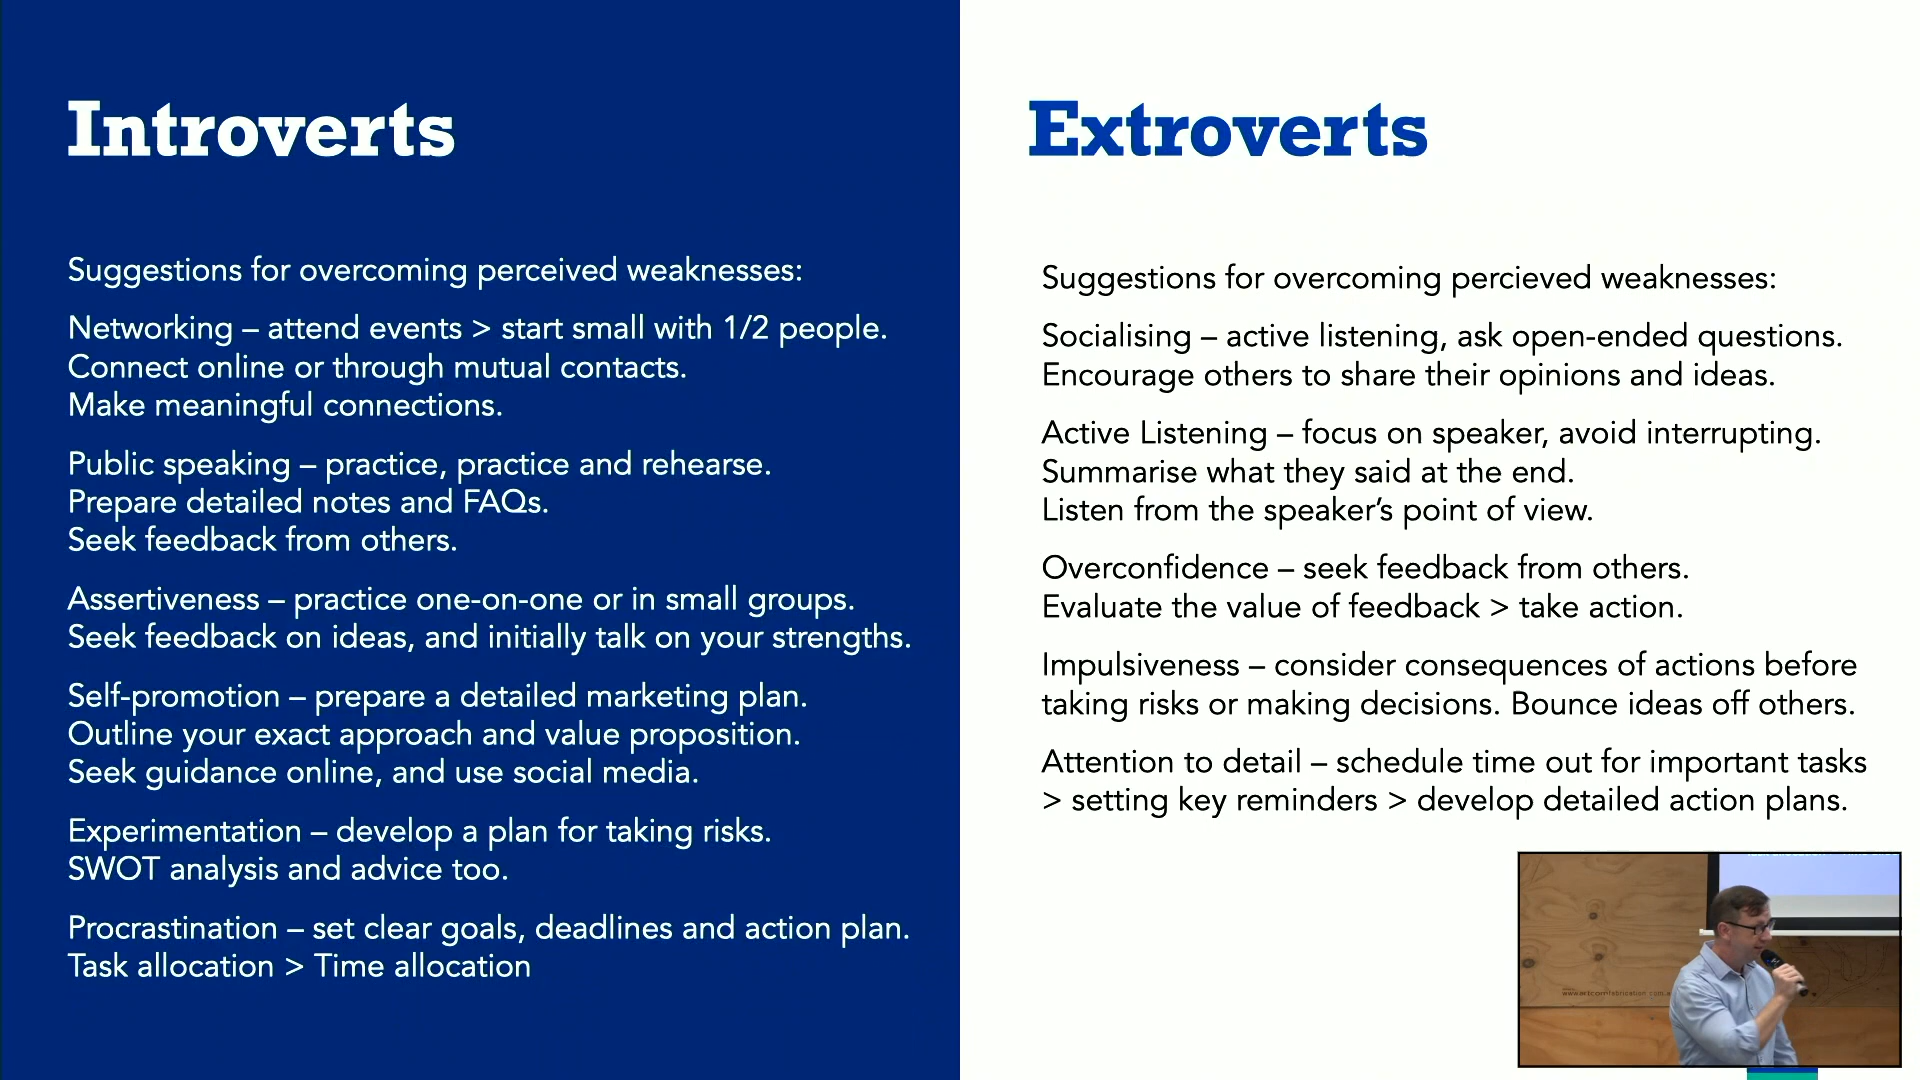 Introverts
Suggestions for overcoming perceived weaknesses:
Networking – attend events > start small with 1/2 people.
Connect online or through mutual contacts.
Make meaningful connections.
Public speaking – practice, practice and rehearse.
Prepare detailed notes and FAQs.
Seek feedback from others.
Assertiveness – practice one-on-one or in small groups.
Seek feedback on ideas, and initially talk on your strengths.
Self-promotion – prepare a detailed marketing plan.
Outline your exact approach and value proposition.
Seek guidance online, and use social media.
Experimentation – develop a plan for taking risks.
SWOT analysis and advice too.
Procrastination – set clear goals, deadlines and action plan.
Task allocation > Time allocation
Extroverts
Suggestions for overcoming percieved weaknesses:
Socialising – active listening, ask open-ended questions.
Encourage others to share their opinions and ideas.
Active Listening – focus on speaker, avoid interrupting.
Summarise what they said at the end.
Listen from the speaker’s point of view.
Overconfidence – seek feedback from others.
Evaluate the value of feedback > take action.
Impulsiveness – consider consequences of actions before
taking risks or making decisions. Bounce ideas off others.
Attention to detail – schedule time out for important tasks
> setting key reminders > develop detailed action plans.